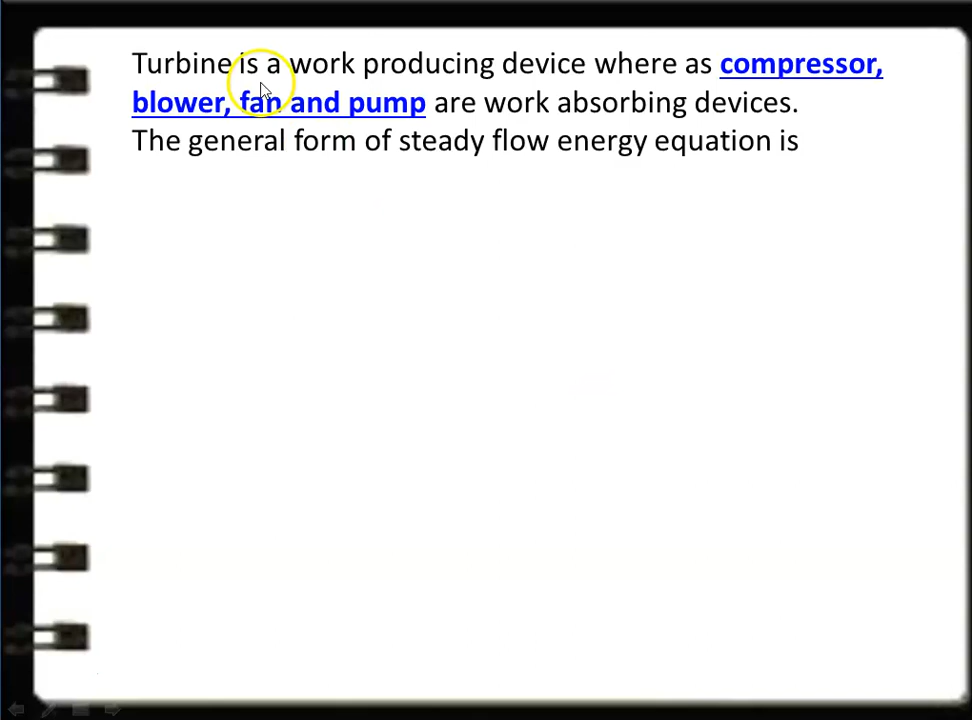 Turbine is a work producing device where as compressor,
blower, fan and pump are work absorbing devices.
The general form of steady flow energy equation is